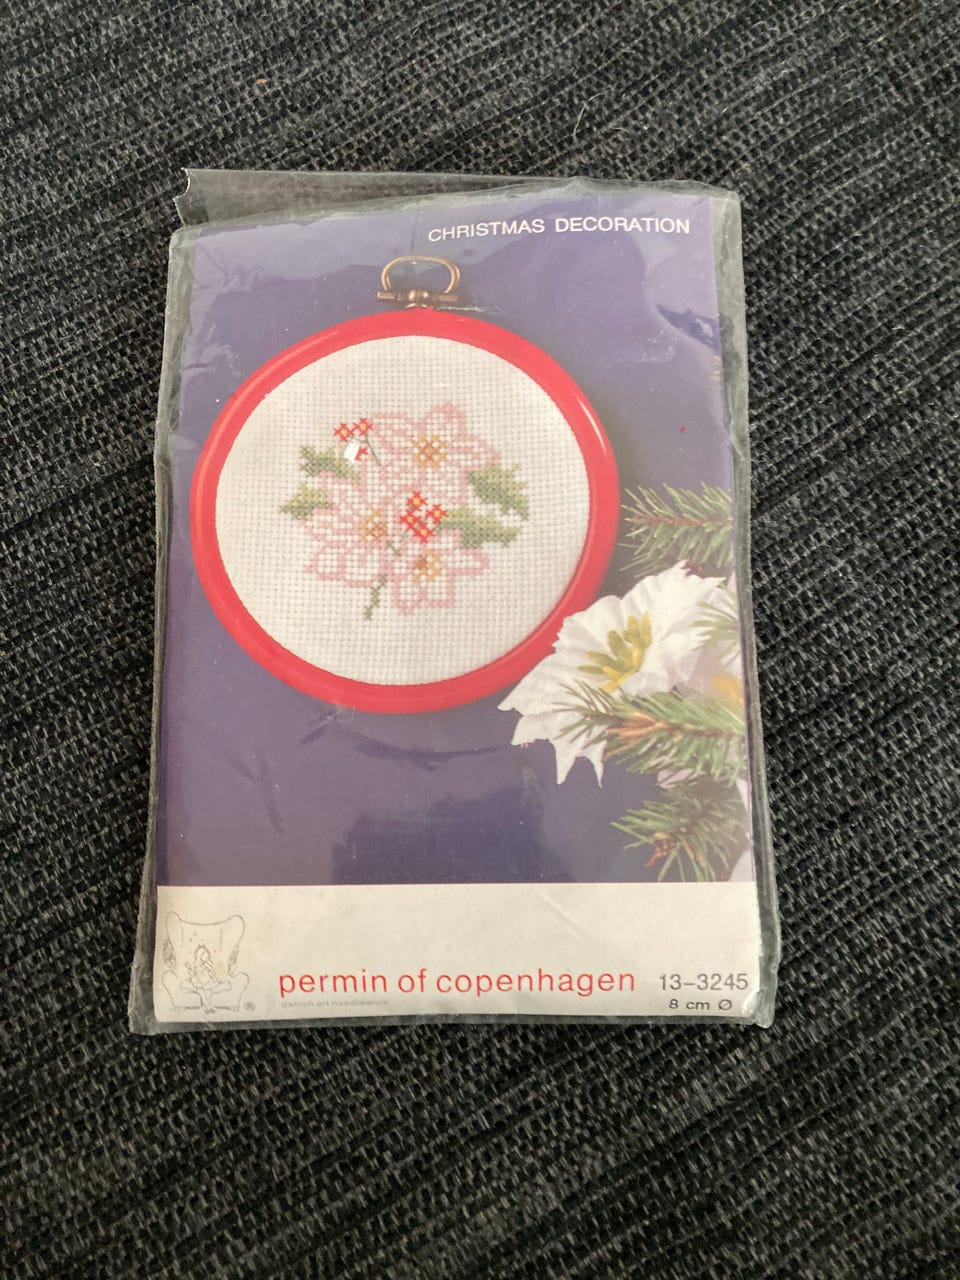 CHRISTMAS DECORATION
permin of copenhagen 13-3245
danish art needlework 8 cm Ø
®